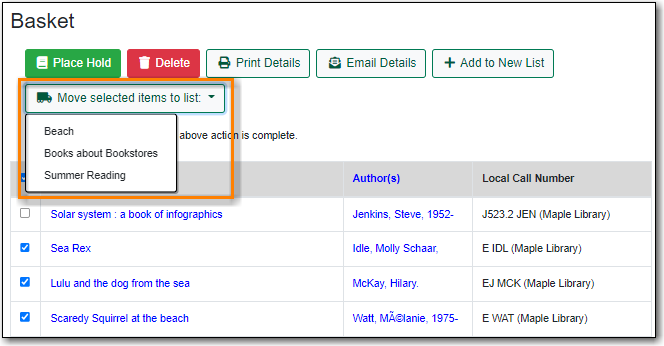 Basket
Place Hold Delete Print Details Email Details Add to New List
Move selected items to list:
Beach
above action is complete.
Books about Bookstores
Summer Reading
Author(s) Local Call Number
Solar system : a book of infographics Jenkins, Steve, 1952- J523.2 JEN (Maple Library)
Sea Rex Idle, Molly Schaar, E IDL (Maple Library)
Lulu and the dog from the sea McKay, Hilary. EJ MCK (Maple Library)
Scaredy Squirrel at the beach Watt, MÃ©lanie, 1975- E WAT (Maple Library)